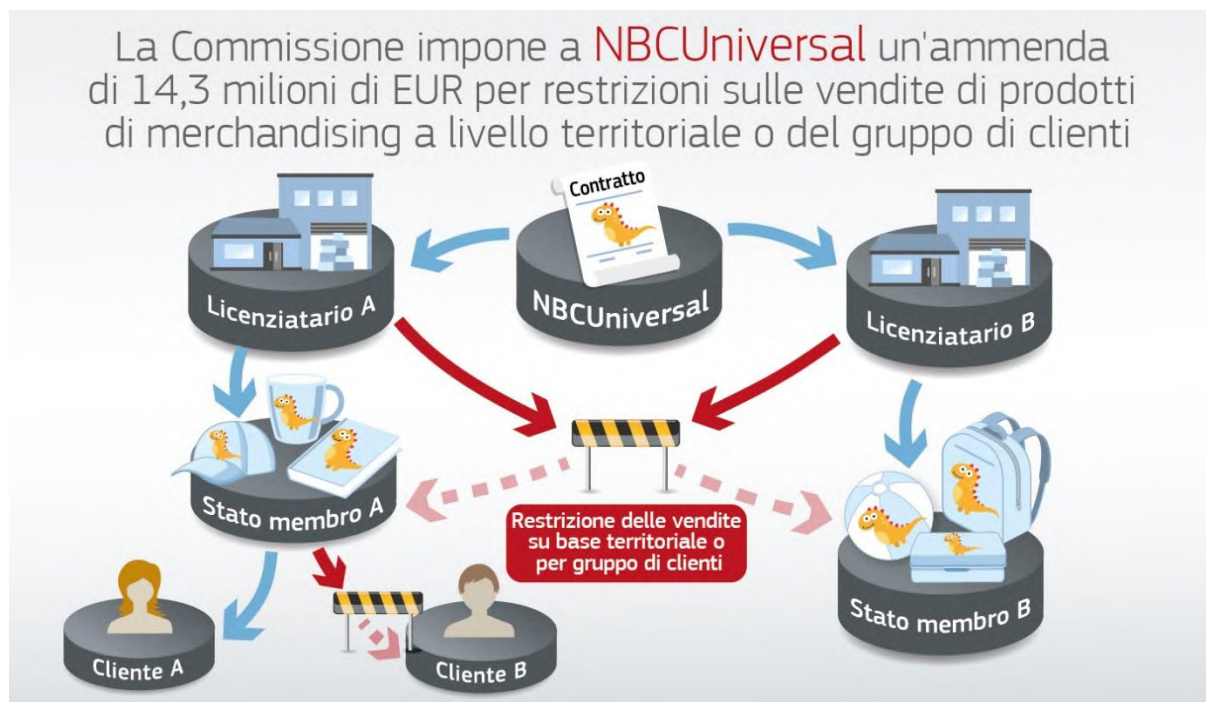 La Commissione impone a NBCUniversal un'ammenda
di 14,3 milioni di EUR per restrizioni sulle vendite di prodotti
di merchandising a livello territoriale o del gruppo di clienti
Contratto
Licenziatario A
NBCUniversal
Licenziatario B
Stato membro A
Restrizione delle vendite
su base territoriale o
per gruppo di clienti
Stato membro B
Cliente A
Cliente B